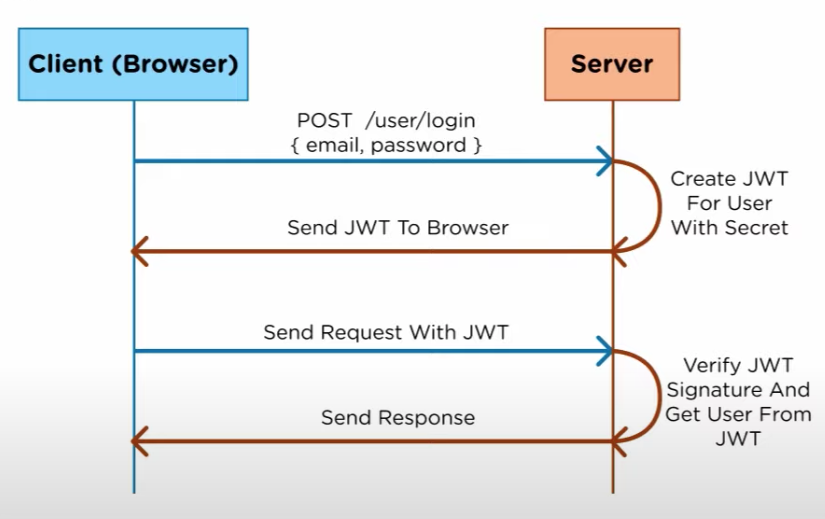 Client (Browser)
Server
POST /user/login
{ email, password }
Create JWT
For User
With Secret
Send JWT To Browser
Send Request With JWT
Verify JWT
Signature And
Get User From
JWT
Send Response